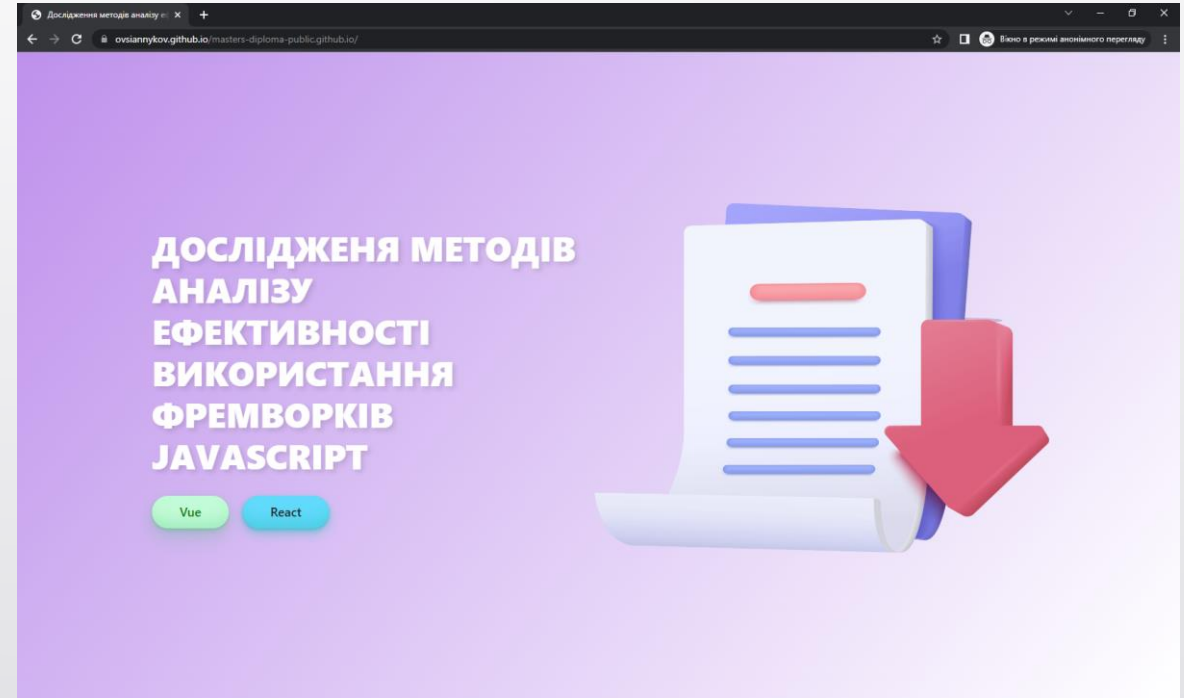 Дослідження методів аналізу еф
ovsiannykov.github.io/masters-diploma-public.github.io/
Вікно в режимі анонімного перегляду
ДОСЛІДЖЕНЯ МЕТОДІВ
АНАЛІЗУ
ЕФЕКТИВНОСТІ
ВИКОРИСТАННЯ
ФРЕМВОРКІВ
JAVASCRIPT
Vue
React